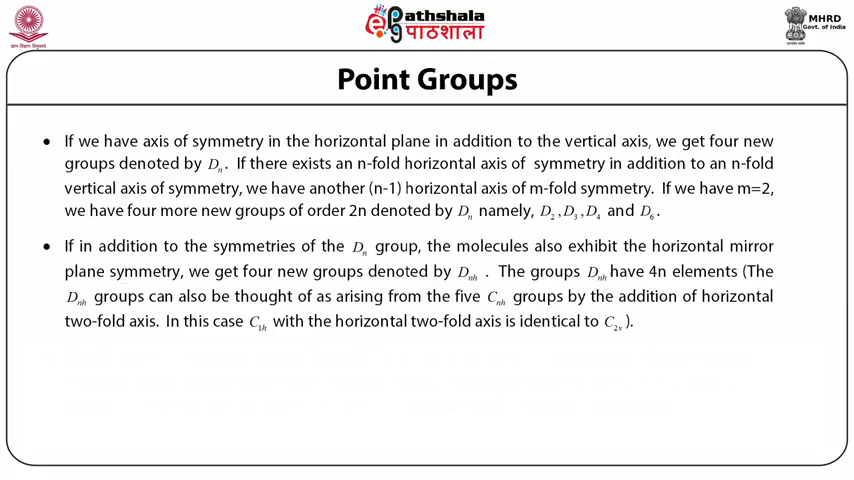 ePathshala
पाठशाला
MHRD
Govt. of India
Point Groups
• If we have axis of symmetry in the horizontal plane in addition to the vertical axis, we get four new
groups denoted by Dn. If there exists an n-fold horizontal axis of symmetry in addition to an n-fold
vertical axis of symmetry, we have another (n-1) horizontal axis of m-fold symmetry. If we have m=2,
we have four more new groups of order 2n denoted by Dn namely, D2, D3, D4 and D6.
• If in addition to the symmetries of the Dn group, the molecules also exhibit the horizontal mirror
plane symmetry, we get four new groups denoted by Dnh . The groups Dnh have 4n elements (The
Dnh groups can also be thought of as arising from the five Cnh groups by the addition of horizontal
two-fold axis. In this case C1h with the horizontal two-fold axis is identical to C2v ).